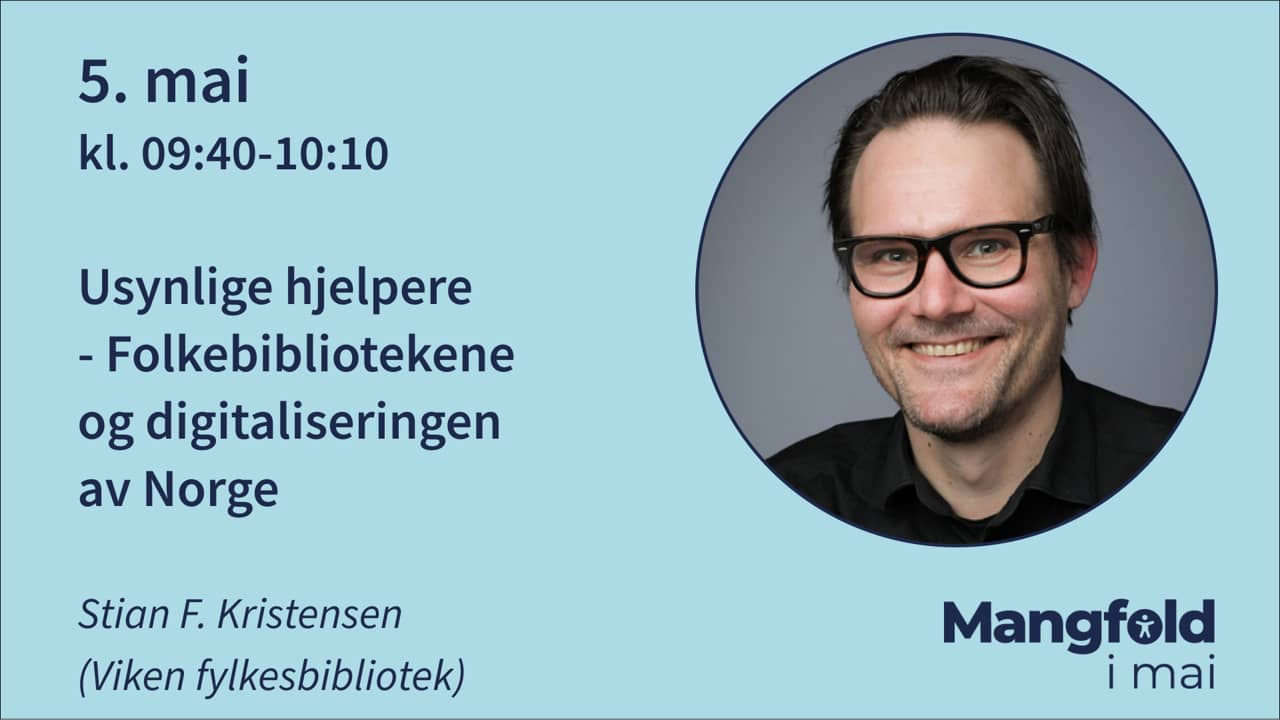 5. mai
kl. 09:40-10:10
Usynlige hjelpere
- Folkebibliotekene
og digitaliseringen
av Norge
Stian F. Kristensen
(Viken fylkesbibliotek)
Mangfold
i mai